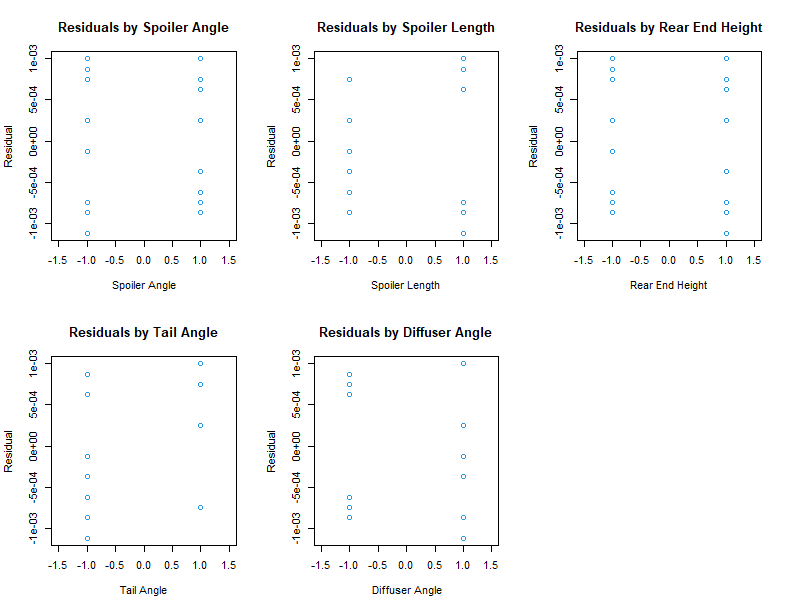 Residuals by Spoiler Angle
Residual
1e-03
5e-04
0e+00
-5e-04
-1e-03
-1.5 -1.0 -0.5 0.0 0.5 1.0 1.5
Spoiler Angle
Residuals by Spoiler Length
Residual
1e-03
5e-04
0e+00
-5e-04
-1e-03
-1.5 -1.0 -0.5 0.0 0.5 1.0 1.5
Spoiler Length
Residuals by Rear End Height
Residual
1e-03
5e-04
0e+00
-5e-04
-1e-03
-1.5 -1.0 -0.5 0.0 0.5 1.0 1.5
Rear End Height
Residuals by Tail Angle
Residual
1e-03
5e-04
0e+00
-5e-04
-1e-03
-1.5 -1.0 -0.5 0.0 0.5 1.0 1.5
Tail Angle
Residuals by Diffuser Angle
Residual
1e-03
5e-04
0e+00
-5e-04
-1e-03
-1.5 -1.0 -0.5 0.0 0.5 1.0 1.5
Diffuser Angle